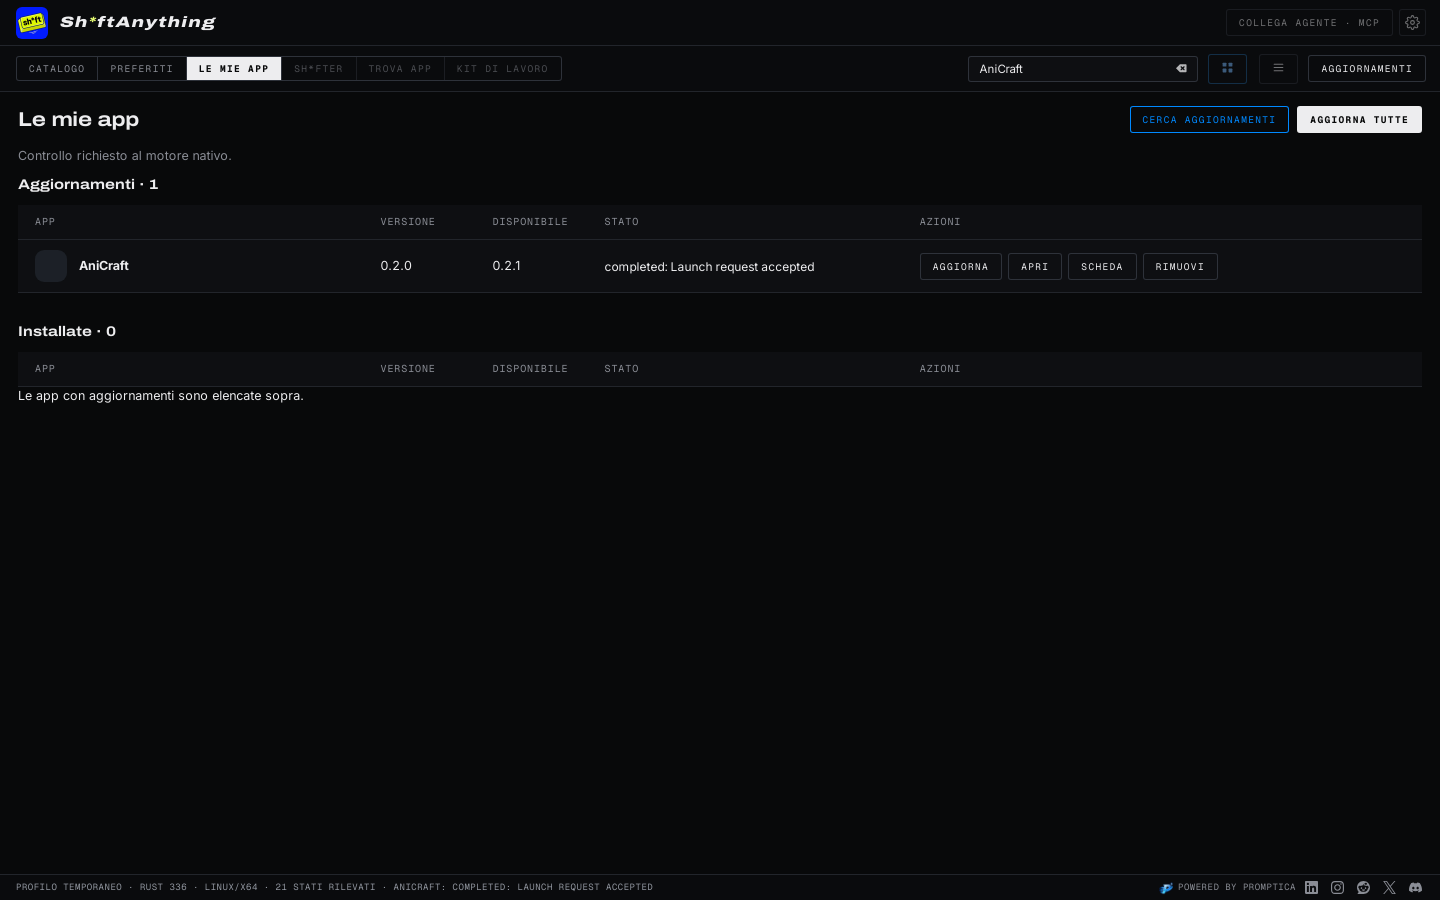 sh*ft
Sh*ftAnything
COLLEGA AGENTE · MCP
CATALOGO
PREFERITI
LE MIE APP
SH*FTER
TROVA APP
KIT DI LAVORO
AniCraft
AGGIORNAMENTI
Le mie app
CERCA AGGIORNAMENTI
AGGIORNA TUTTE
Controllo richiesto al motore nativo.
Aggiornamenti · 1
APP VERSIONE DISPONIBILE STATO AZIONI
AniCraft 0.2.0 0.2.1 completed: Launch request accepted AGGIORNA APRI SCHEDA RIMUOVI
Installate · 0
APP VERSIONE DISPONIBILE STATO AZIONI
Le app con aggiornamenti sono elencate sopra.
PROFILO TEMPORANEO · RUST 336 · LINUX/X64 · 21 STATI RILEVATI · ANICRAFT: COMPLETED: LAUNCH REQUEST ACCEPTED
POWERED BY PROMPTICA